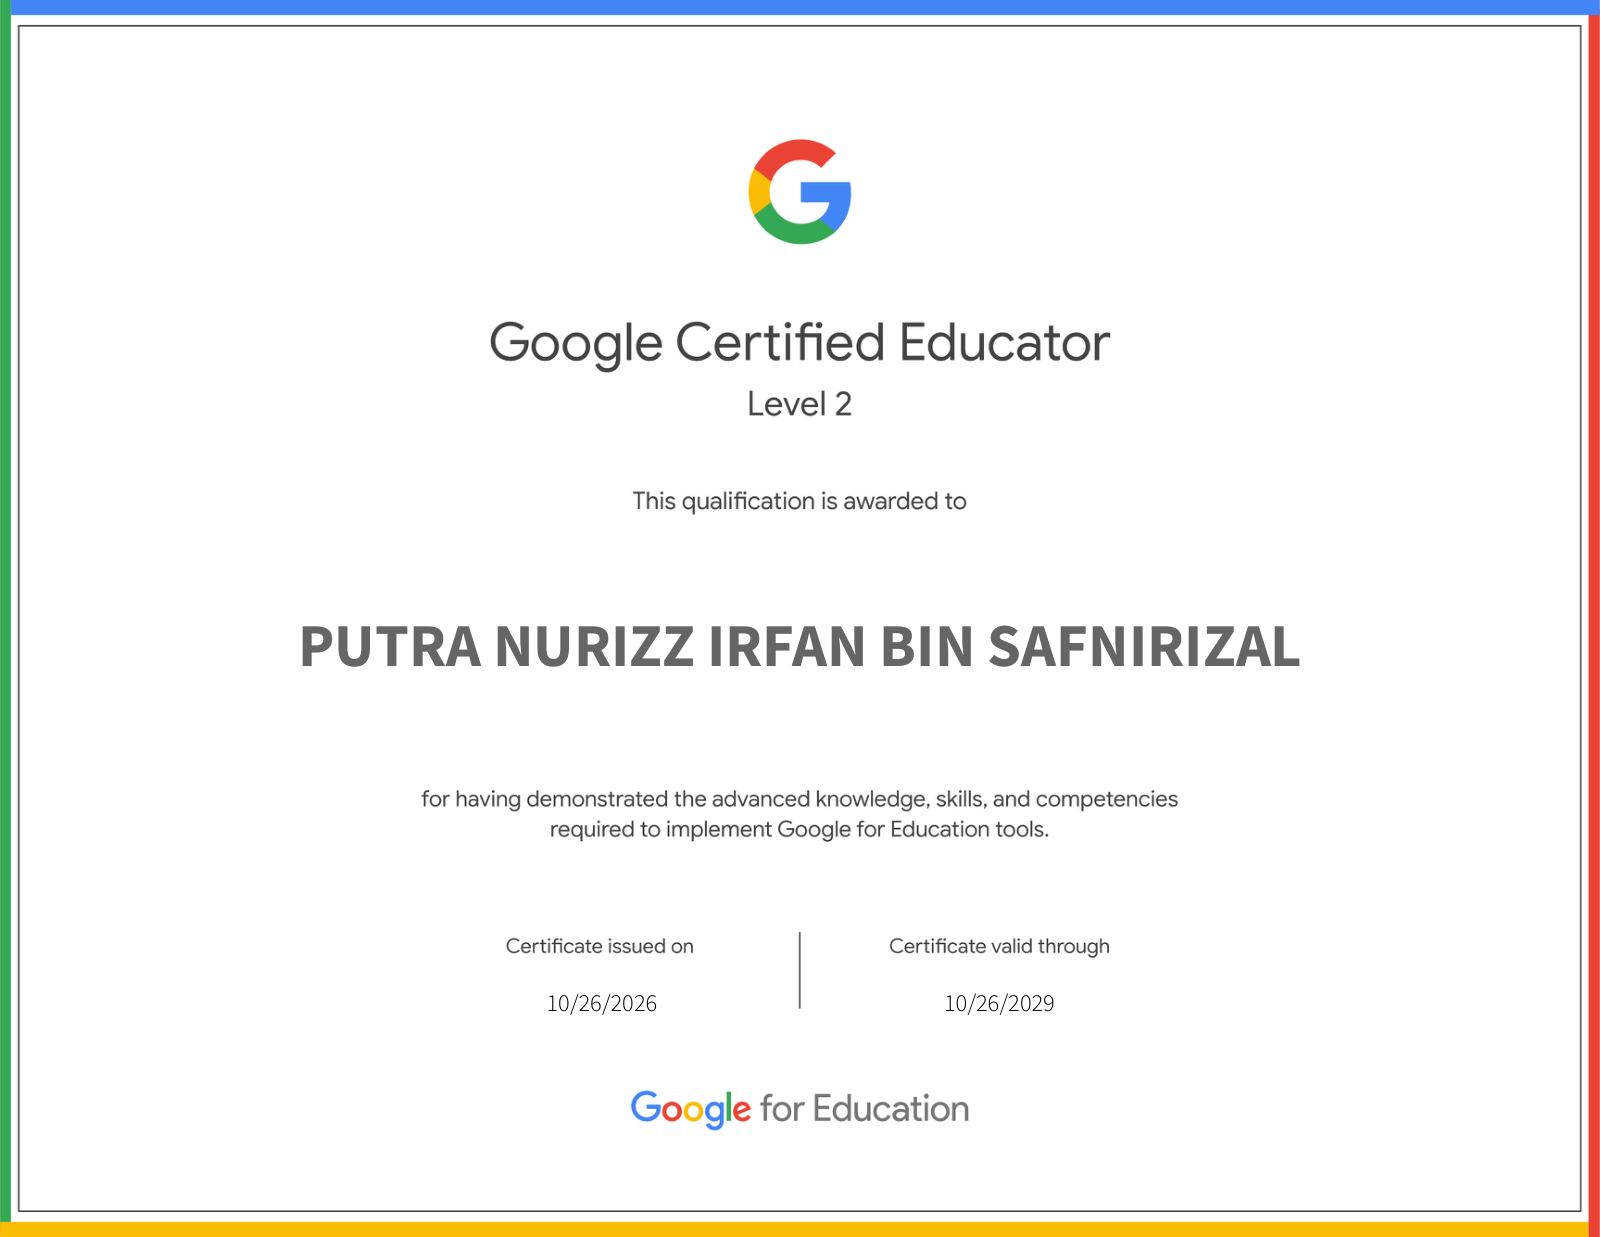 Google Certified Educator
Level 2
This qualification is awarded to
PUTRA NURIZZ IRFAN BIN SAFNIRIZAL
for having demonstrated the advanced knowledge, skills, and competencies
required to implement Google for Education tools.
Certificate issued on
10/26/2026
Certificate valid through
10/26/2029
Google for Education